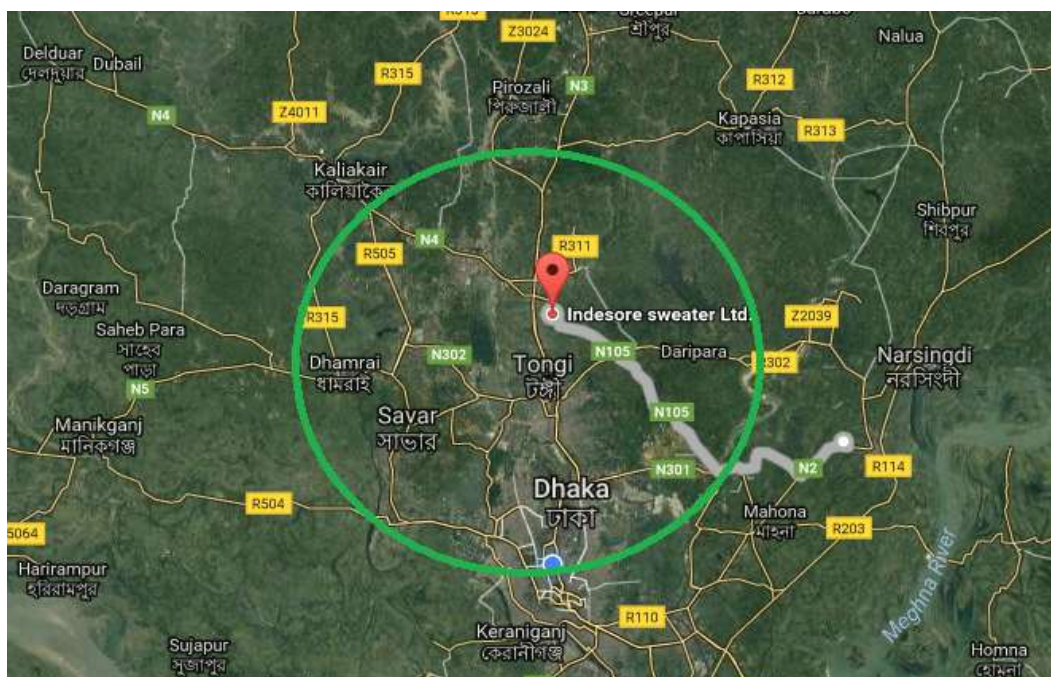 Delduar
দেলদুয়ার
Dubail
R315
Z3024
শ্রীপুর
Nalua
N4
Z4011
R315
Pirozali
পিরুজালী
N3
R312
Kapasia
কাপাসিয়া
R313
Kaliakair
কালিয়াকৈর
Shibpur
শিবপুর
N4
R505
R311
Daragram
দড়গ্রাম
Indesore sweater Ltd.
Saheb Para
সাহেব
পাড়া
R315
Z2039
N302
Tongi
টঙ্গী
N105
Daripara
R302
Narsingdi
নরসিংদী
Dhamrai
ধামরাই
N5
Manikganj
মানিকগঞ্জ
Savar
সাভার
N105
N301
N2
R114
Dhaka
ঢাকা
R504
Mahona
মাহনা
R203
5064
Harirampur
হরিরামপুর
Meghna River
Keraniganj
কেরানীগঞ্জ
R110
Sujapur
সুজাপুর
Homna
হোমনা